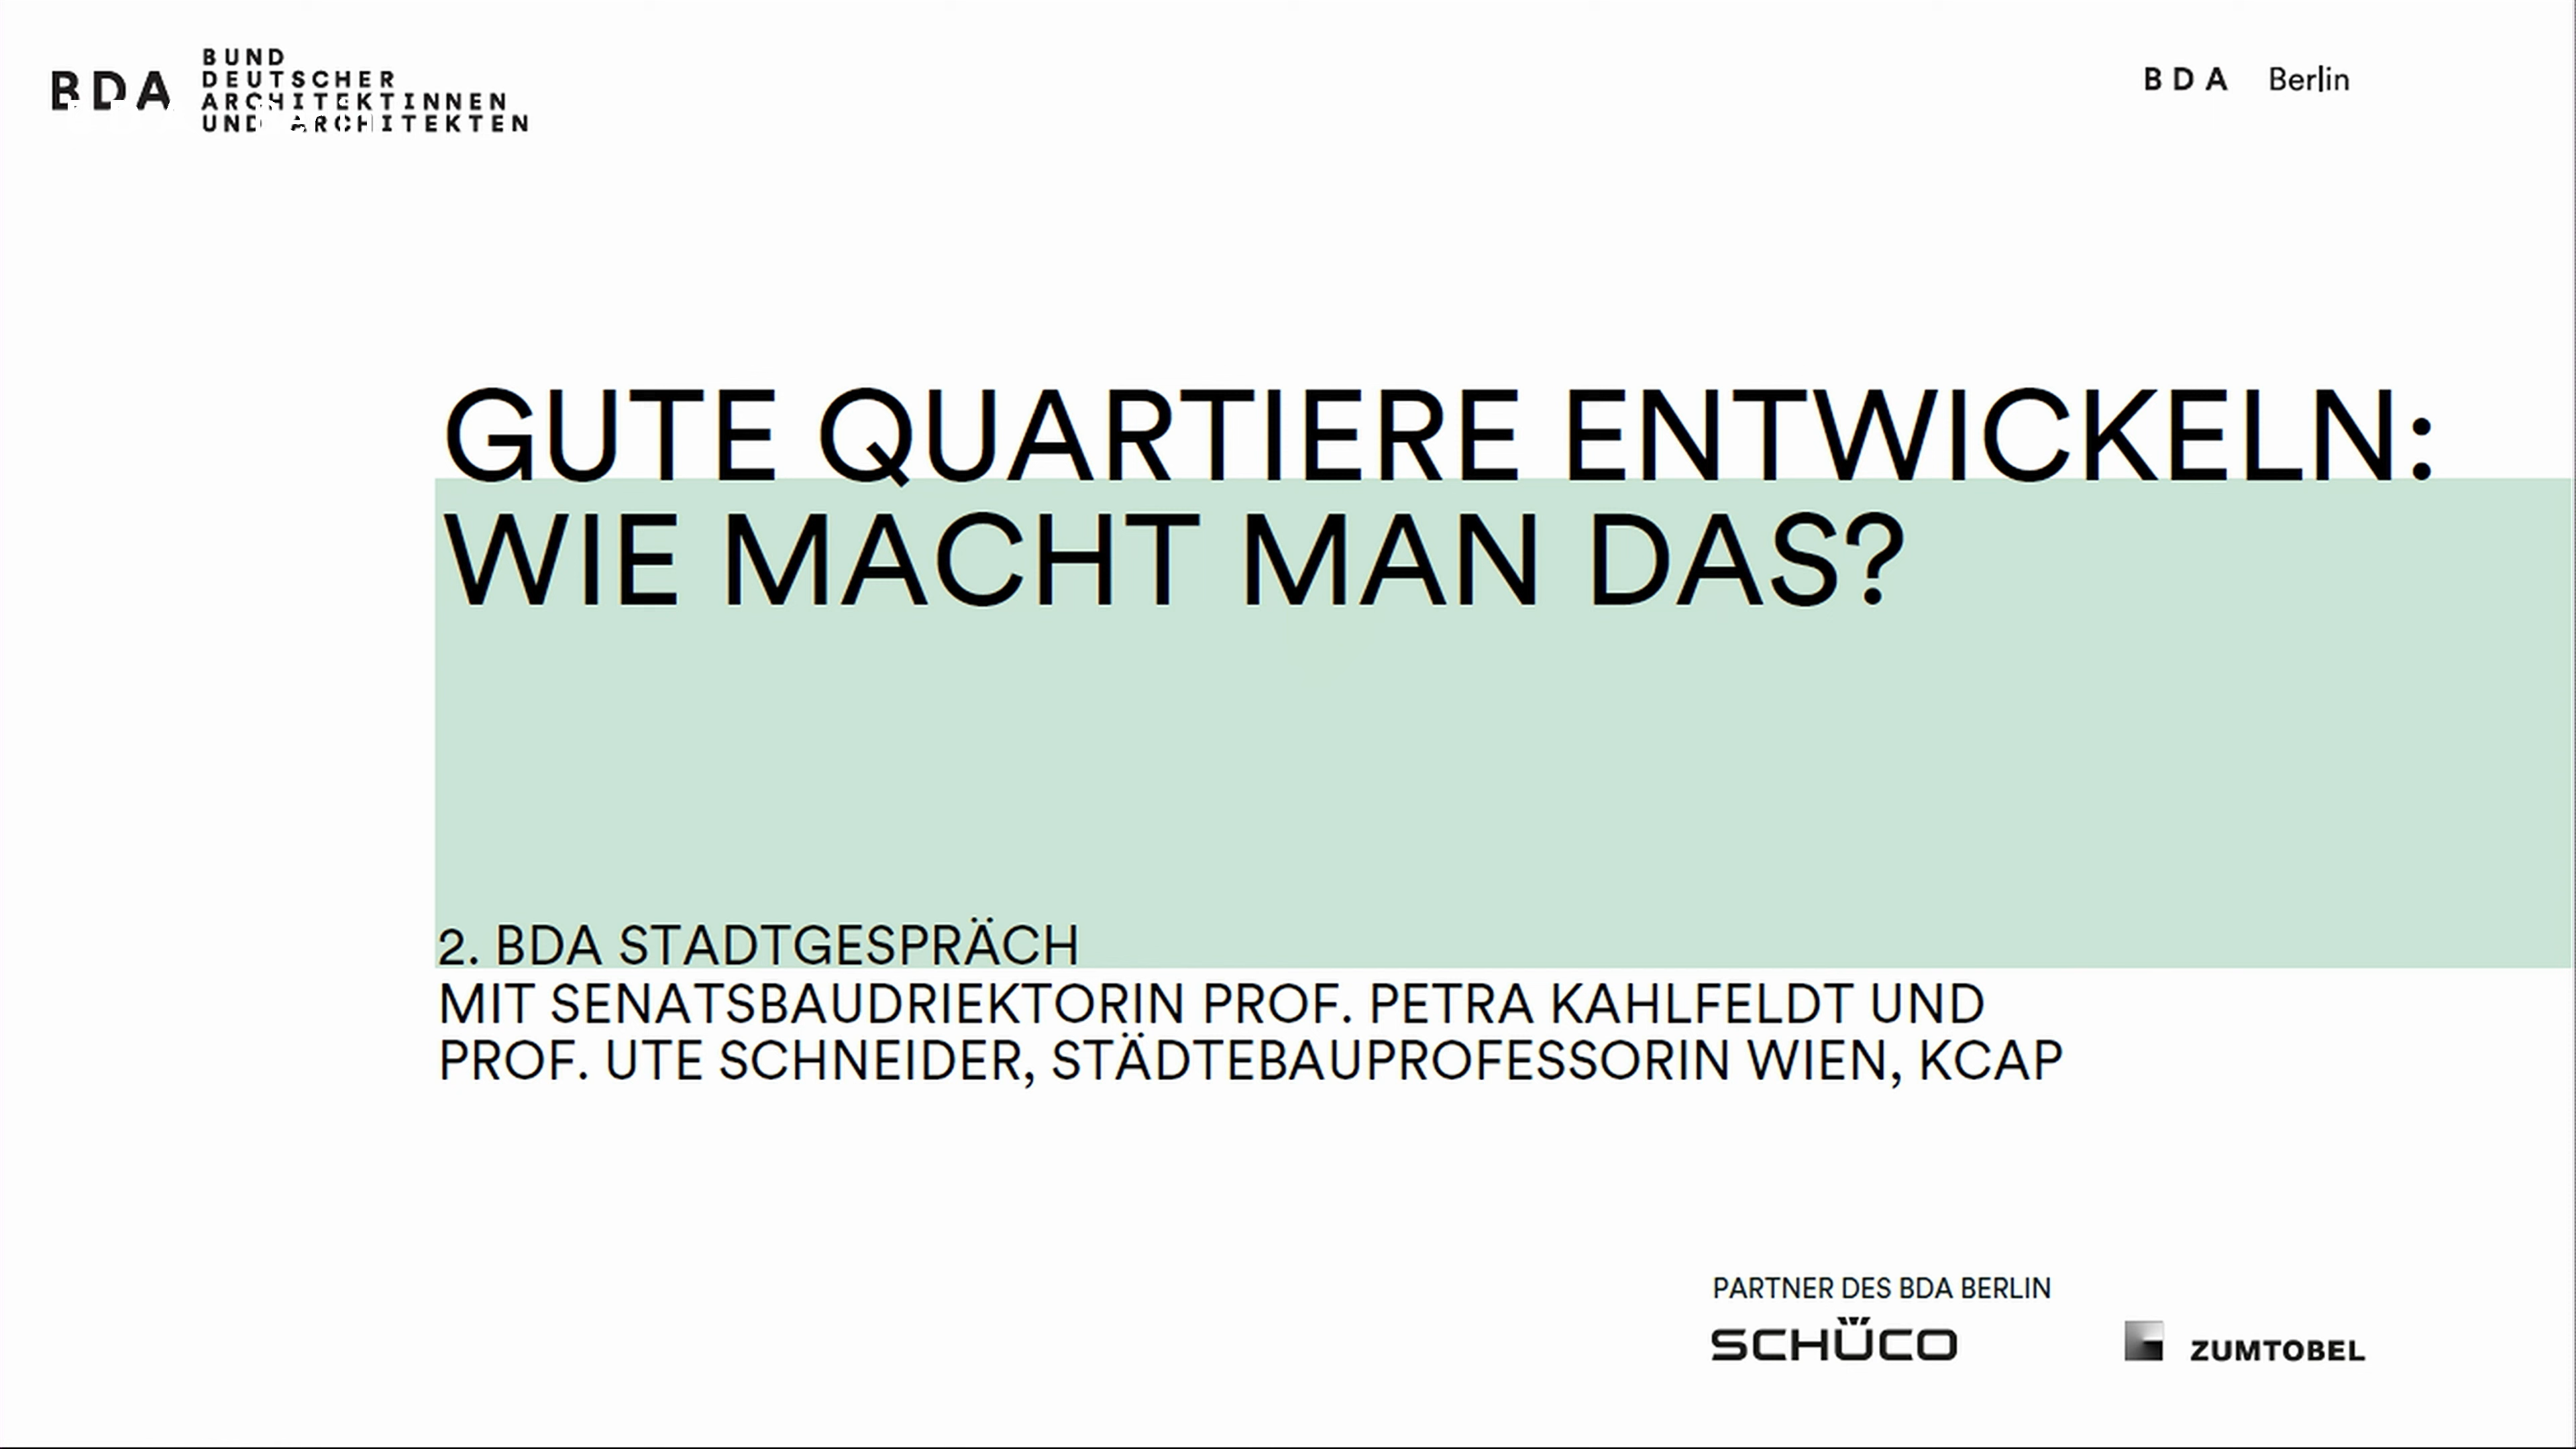 BDA
BUND
DEUTSCHER
ARCHITEKTINNEN
UND ARCHITEKTEN
BDA Berlin
GUTE QUARTIERE ENTWICKELN:
WIE MACHT MAN DAS?
2. BDA STADTGESPRÄCH
MIT SENATSBAUDRIEKTORIN PROF. PETRA KAHLFELDT UND
PROF. UTE SCHNEIDER, STÄDTEBAUPROFESSORIN WIEN, KCAP
PARTNER DES BDA BERLIN
SCHÜCO
ZUMTOBEL